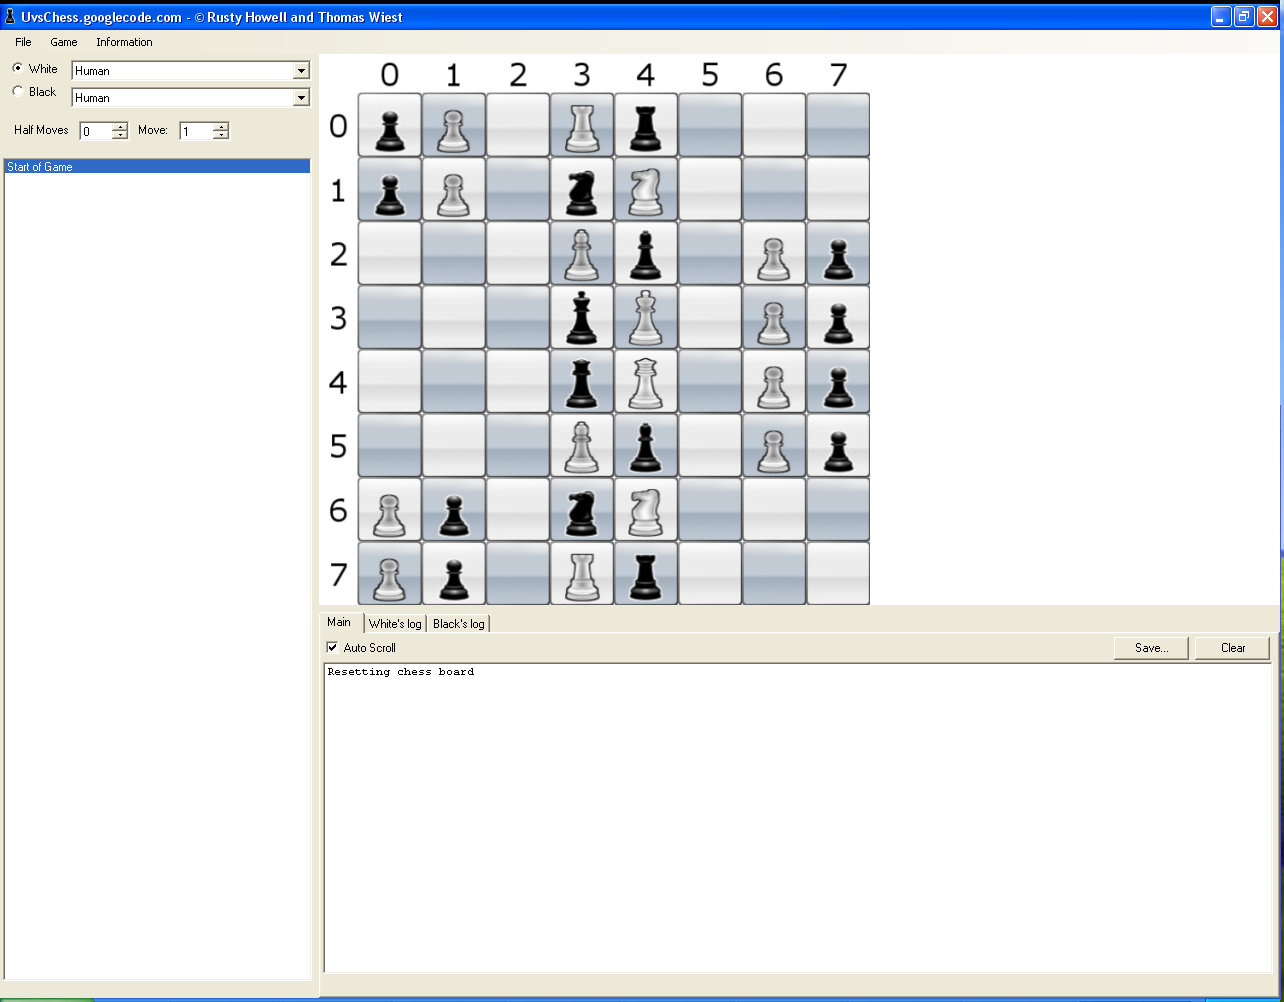 UvsChess.googlecode.com - © Rusty Howell and Thomas Wiest
File Game Information
White Human
Black Human
Half Moves 0 Move: 1
Start of Game
0 1 2 3 4 5 6 7
0
1
2
3
4
5
6
7
Main White's log Black's log
Auto Scroll Save... Clear
Resetting chess board